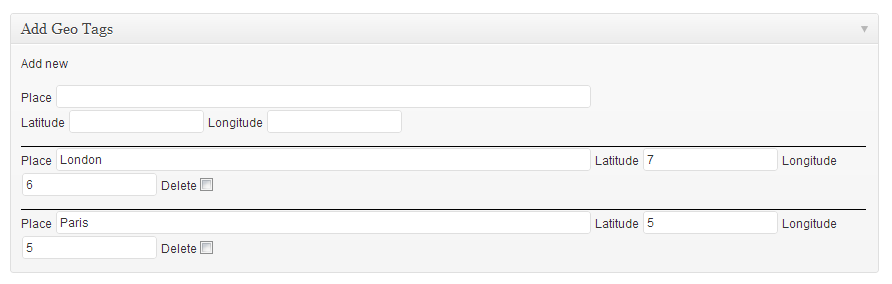 Add Geo Tags
Add new
Place
Latitude Longitude
Place London Latitude 7 Longitude
6 Delete
Place Paris Latitude 5 Longitude
5 Delete